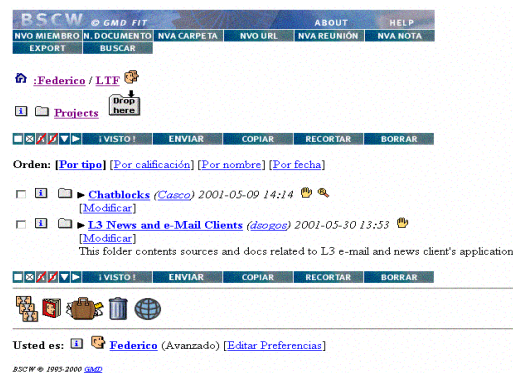 BSCW © GMD FIT ABOUT HELP
NVO MIEMBRO N. DOCUMENTO NVA CARPETA NVO URL NVA REUNIÓN NVA NOTA
EXPORT BUSCAR
:Federico / LTF
Projects Drop here
¡VISTO! ENVIAR COPIAR RECORTAR BORRAR
Orden: [Por tipo] [Por calificación] [Por nombre] [Por fecha]
Chatblocks (Casco) 2001-05-09 14:14
[Modificar]
L3 News and e-Mail Clients (dsogos) 2001-05-30 13:53
[Modificar]
This folder contents sources and docs related to L3 e-mail and news client's application
¡VISTO! ENVIAR COPIAR RECORTAR BORRAR
Usted es: Federico (Avanzado) [Editar Preferencias]
BSCW © 1995-2000 GMD